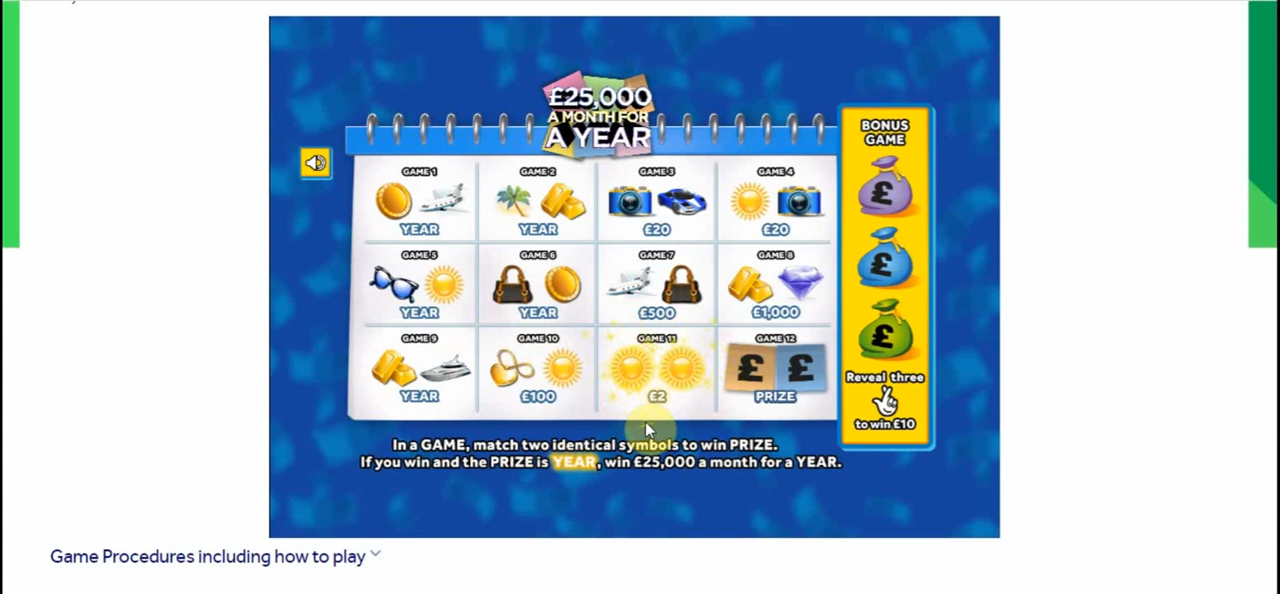 £25,000
A MONTH FOR
A YEAR
GAME 1
GAME 2
GAME 3
GAME 4
YEAR
YEAR
£20
£20
GAME 5
GAME 6
GAME 7
GAME 8
YEAR
YEAR
£500
£1,000
GAME 9
GAME 10
GAME 11
GAME 12
£ £
YEAR
£100
£2
PRIZE
BONUS
GAME
£
£
£
Reveal three
to win £10
In a GAME, match two identical symbols to win PRIZE.
If you win and the PRIZE is YEAR, win £25,000 a month for a YEAR.
Game Procedures including how to play